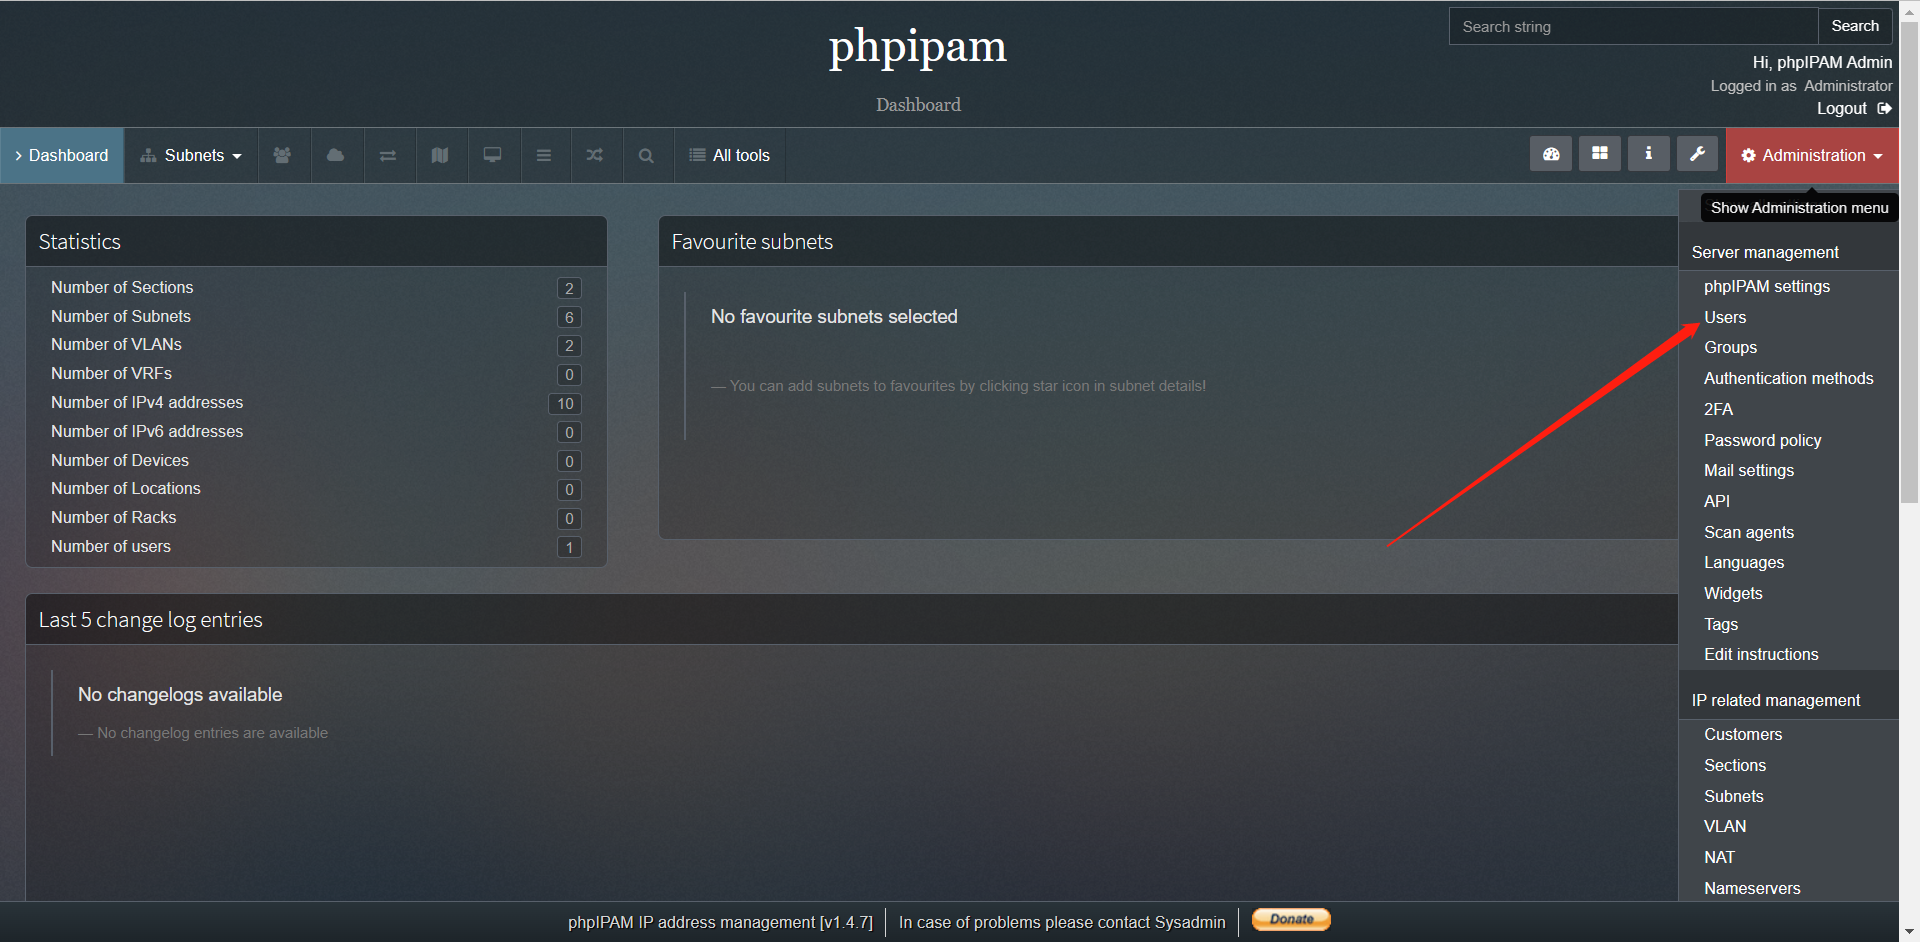 phpipam
Dashboard
Search string
Search
Hi, phpIPAM Admin
Logged in as Administrator
Logout
Dashboard
Subnets
All tools
Administration
Show Administration menu
Statistics
Number of Sections 2
Number of Subnets 6
Number of VLANs 2
Number of VRFs 0
Number of IPv4 addresses 10
Number of IPv6 addresses 0
Number of Devices 0
Number of Locations 0
Number of Racks 0
Number of users 1
Favourite subnets
No favourite subnets selected
— You can add subnets to favourites by clicking star icon in subnet details!
Last 5 change log entries
No changelogs available
— No changelog entries are available
Server management
phpIPAM settings
Users
Groups
Authentication methods
2FA
Password policy
Mail settings
API
Scan agents
Languages
Widgets
Tags
Edit instructions
IP related management
Customers
Sections
Subnets
VLAN
NAT
Nameservers
phpIPAM IP address management [v1.4.7]
In case of problems please contact Sysadmin
Donate